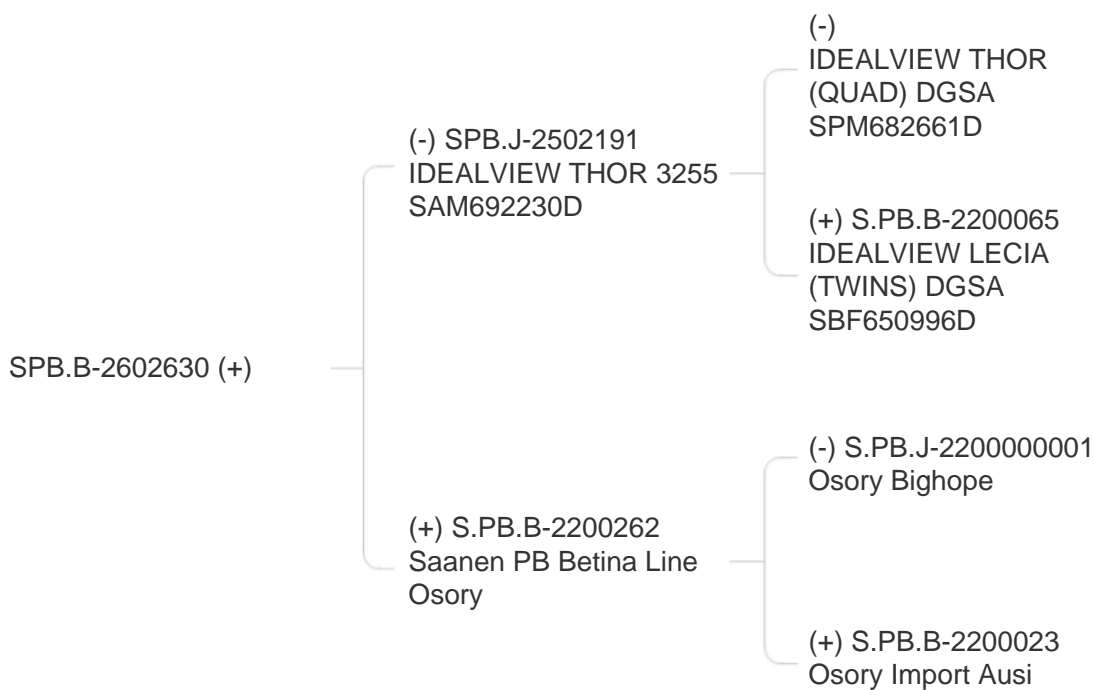 (-)
IDEALVIEW THOR
(QUAD) DGSA
SPM682661D
(-) SPB.J-2502191
IDEALVIEW THOR 3255
SAM692230D
(+) S.PB.B-2200065
IDEALVIEW LECIA
(TWINS) DGSA
SBF650996D
SPB.B-2602630 (+)
(-) S.PB.J-2200000001
Osory Bighope
(+) S.PB.B-2200262
Saanen PB Betina Line
Osory
(+) S.PB.B-2200023
Osory Import Ausi